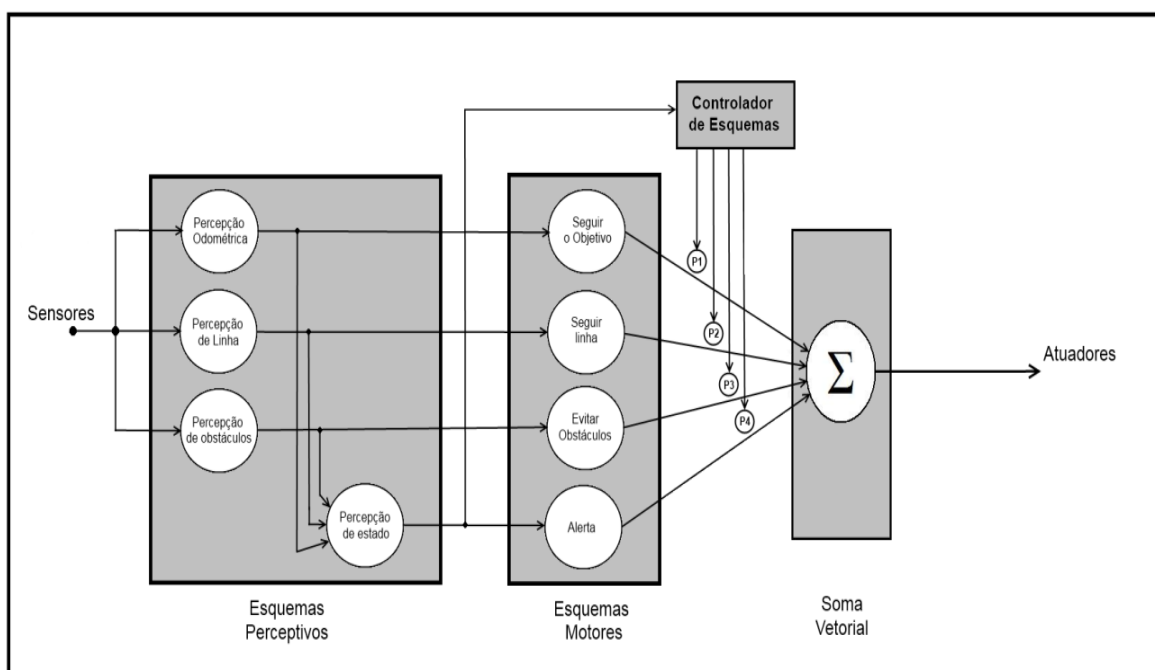 Controlador
de Esquemas
Percepção
Odométrica
Seguir
o Objetivo
P1
Sensores
Percepção
de Linha
Seguir
linha
P2
Σ
Atuadores
P3
Percepção
de obstáculos
Evitar
Obstáculos
P4
Percepção
de estado
Alerta
Esquemas
Perceptivos
Esquemas
Motores
Soma
Vetorial